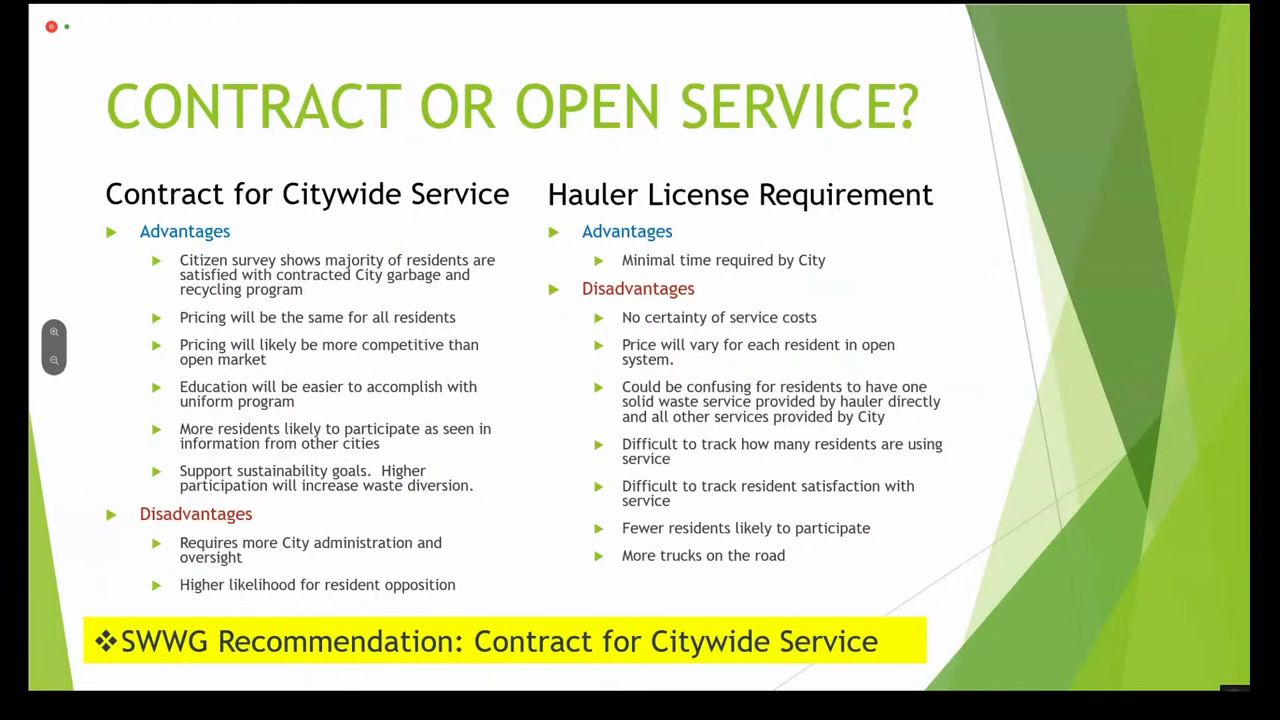 CONTRACT OR OPEN SERVICE?
Contract for Citywide Service
Advantages
Citizen survey shows majority of residents are
satisfied with contracted City garbage and
recycling program
Pricing will be the same for all residents
Pricing will likely be more competitive than
open market
Education will be easier to accomplish with
uniform program
More residents likely to participate as seen in
information from other cities
Support sustainability goals.  Higher
participation will increase waste diversion.
Disadvantages
Requires more City administration and
oversight
Higher likelihood for resident opposition
Hauler License Requirement
Advantages
Minimal time required by City
Disadvantages
No certainty of service costs
Price will vary for each resident in open
system.
Could be confusing for residents to have one
solid waste service provided by hauler directly
and all other services provided by City
Difficult to track how many residents are using
service
Difficult to track resident satisfaction with
service
Fewer residents likely to participate
More trucks on the road
❖SWWG Recommendation: Contract for Citywide Service